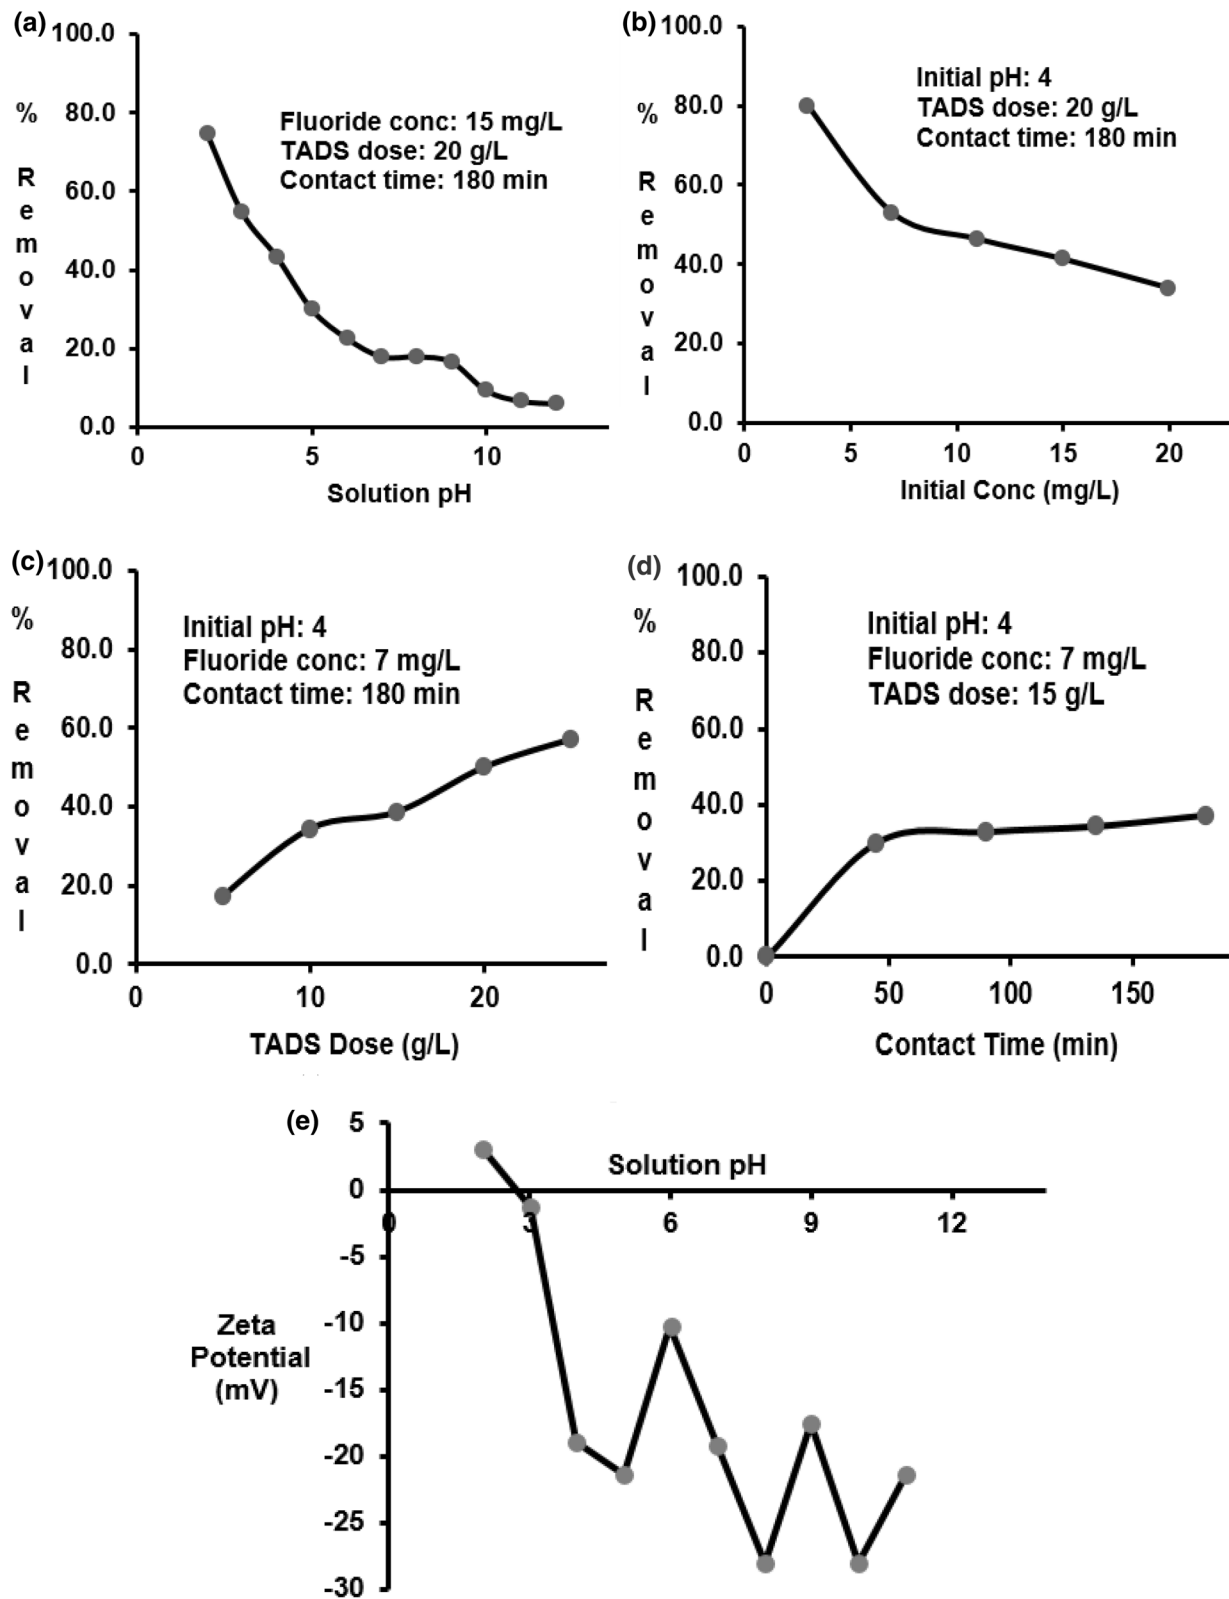 (a)
100.0
80.0
60.0
40.0
20.0
0.0
% Removal
Fluoride conc: 15 mg/L
TADS dose: 20 g/L
Contact time: 180 min
0 5 10
Solution pH
(b)
100.0
80.0
60.0
40.0
20.0
0.0
% Removal
Initial pH: 4
TADS dose: 20 g/L
Contact time: 180 min
0 5 10 15 20
Initial Conc (mg/L)
(c)
100.0
80.0
60.0
40.0
20.0
0.0
% Removal
Initial pH: 4
Fluoride conc: 7 mg/L
Contact time: 180 min
0 10 20
TADS Dose (g/L)
(d)
100.0
80.0
60.0
40.0
20.0
0.0
% Removal
Initial pH: 4
Fluoride conc: 7 mg/L
TADS dose: 15 g/L
0 50 100 150
Contact Time (min)
(e)
5
0
-5
-10
-15
-20
-25
-30
Solution pH
0 3 6 9 12
Zeta
Potential
(mV)